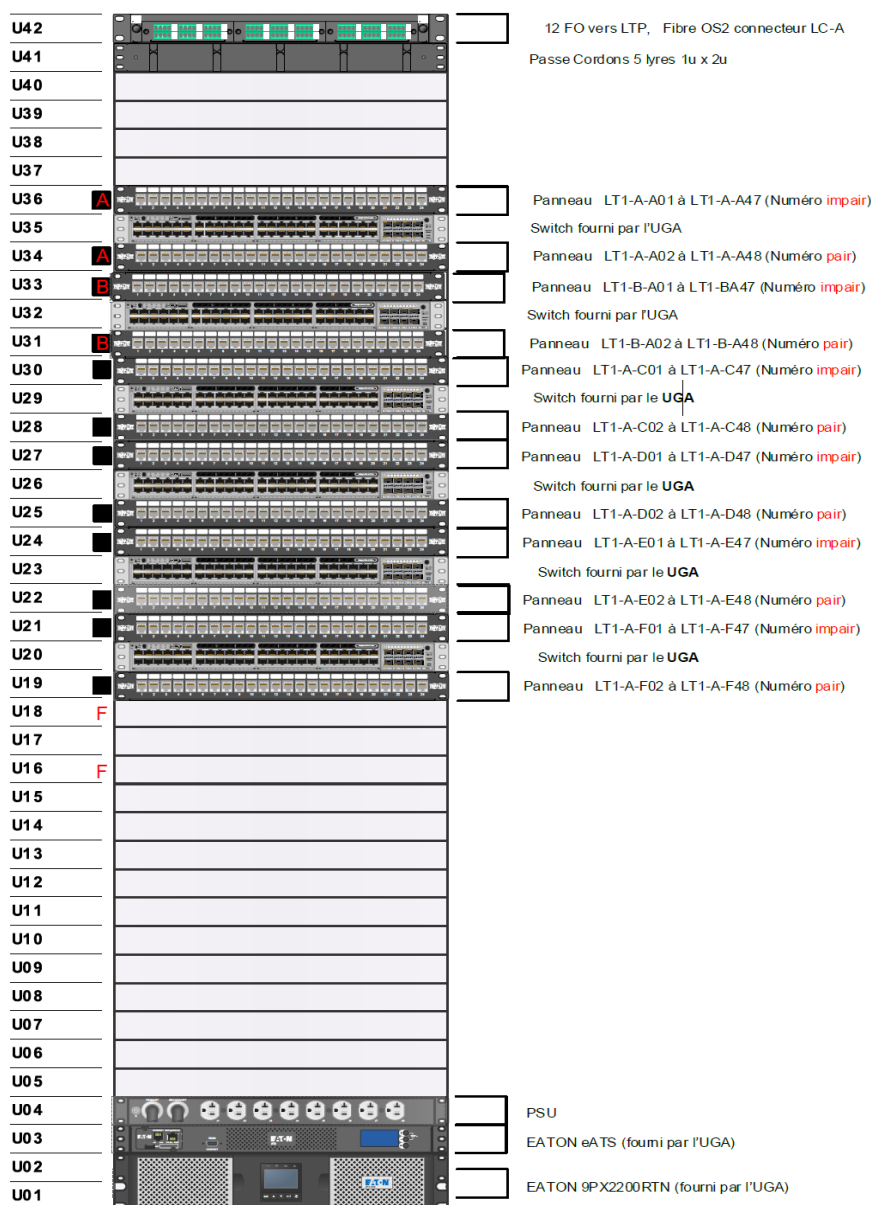 U42 12 FO vers LTP, Fibre OS2 connecteur LC-A
U41 Passe Cordons 5 lyres 1u x 2u
U40
U39
U38
U37
U36 A Panneau LT1-A-A01 à LT1-A-A47 (Numéro impair)
U35 Switch fourni par l'UGA
U34 A Panneau LT1-A-A02 à LT1-A-A48 (Numéro pair)
U33 B Panneau LT1-B-A01 à LT1-BA47 (Numéro impair)
U32 Switch fourni par l'UGA
U31 B Panneau LT1-B-A02 à LT1-B-A48 (Numéro pair)
U30 Panneau LT1-A-C01 à LT1-A-C47 (Numéro impair)
U29 Switch fourni par le UGA
U28 Panneau LT1-A-C02 à LT1-A-C48 (Numéro pair)
U27 Panneau LT1-A-D01 à LT1-A-D47 (Numéro impair)
U26 Switch fourni par le UGA
U25 Panneau LT1-A-D02 à LT1-A-D48 (Numéro pair)
U24 Panneau LT1-A-E01 à LT1-A-E47 (Numéro impair)
U23 Switch fourni par le UGA
U22 Panneau LT1-A-E02 à LT1-A-E48 (Numéro pair)
U21 Panneau LT1-A-F01 à LT1-A-F47 (Numéro impair)
U20 Switch fourni par le UGA
U19 Panneau LT1-A-F02 à LT1-A-F48 (Numéro pair)
U18 F
U17
U16 F
U15
U14
U13
U12
U11
U10
U09
U08
U07
U06
U05
U04 PSU
U03 EAT•N EAT•N EATON eATS (fourni par l'UGA)
U02 EAT•N EATON 9PX2200RTN (fourni par l'UGA)
U01